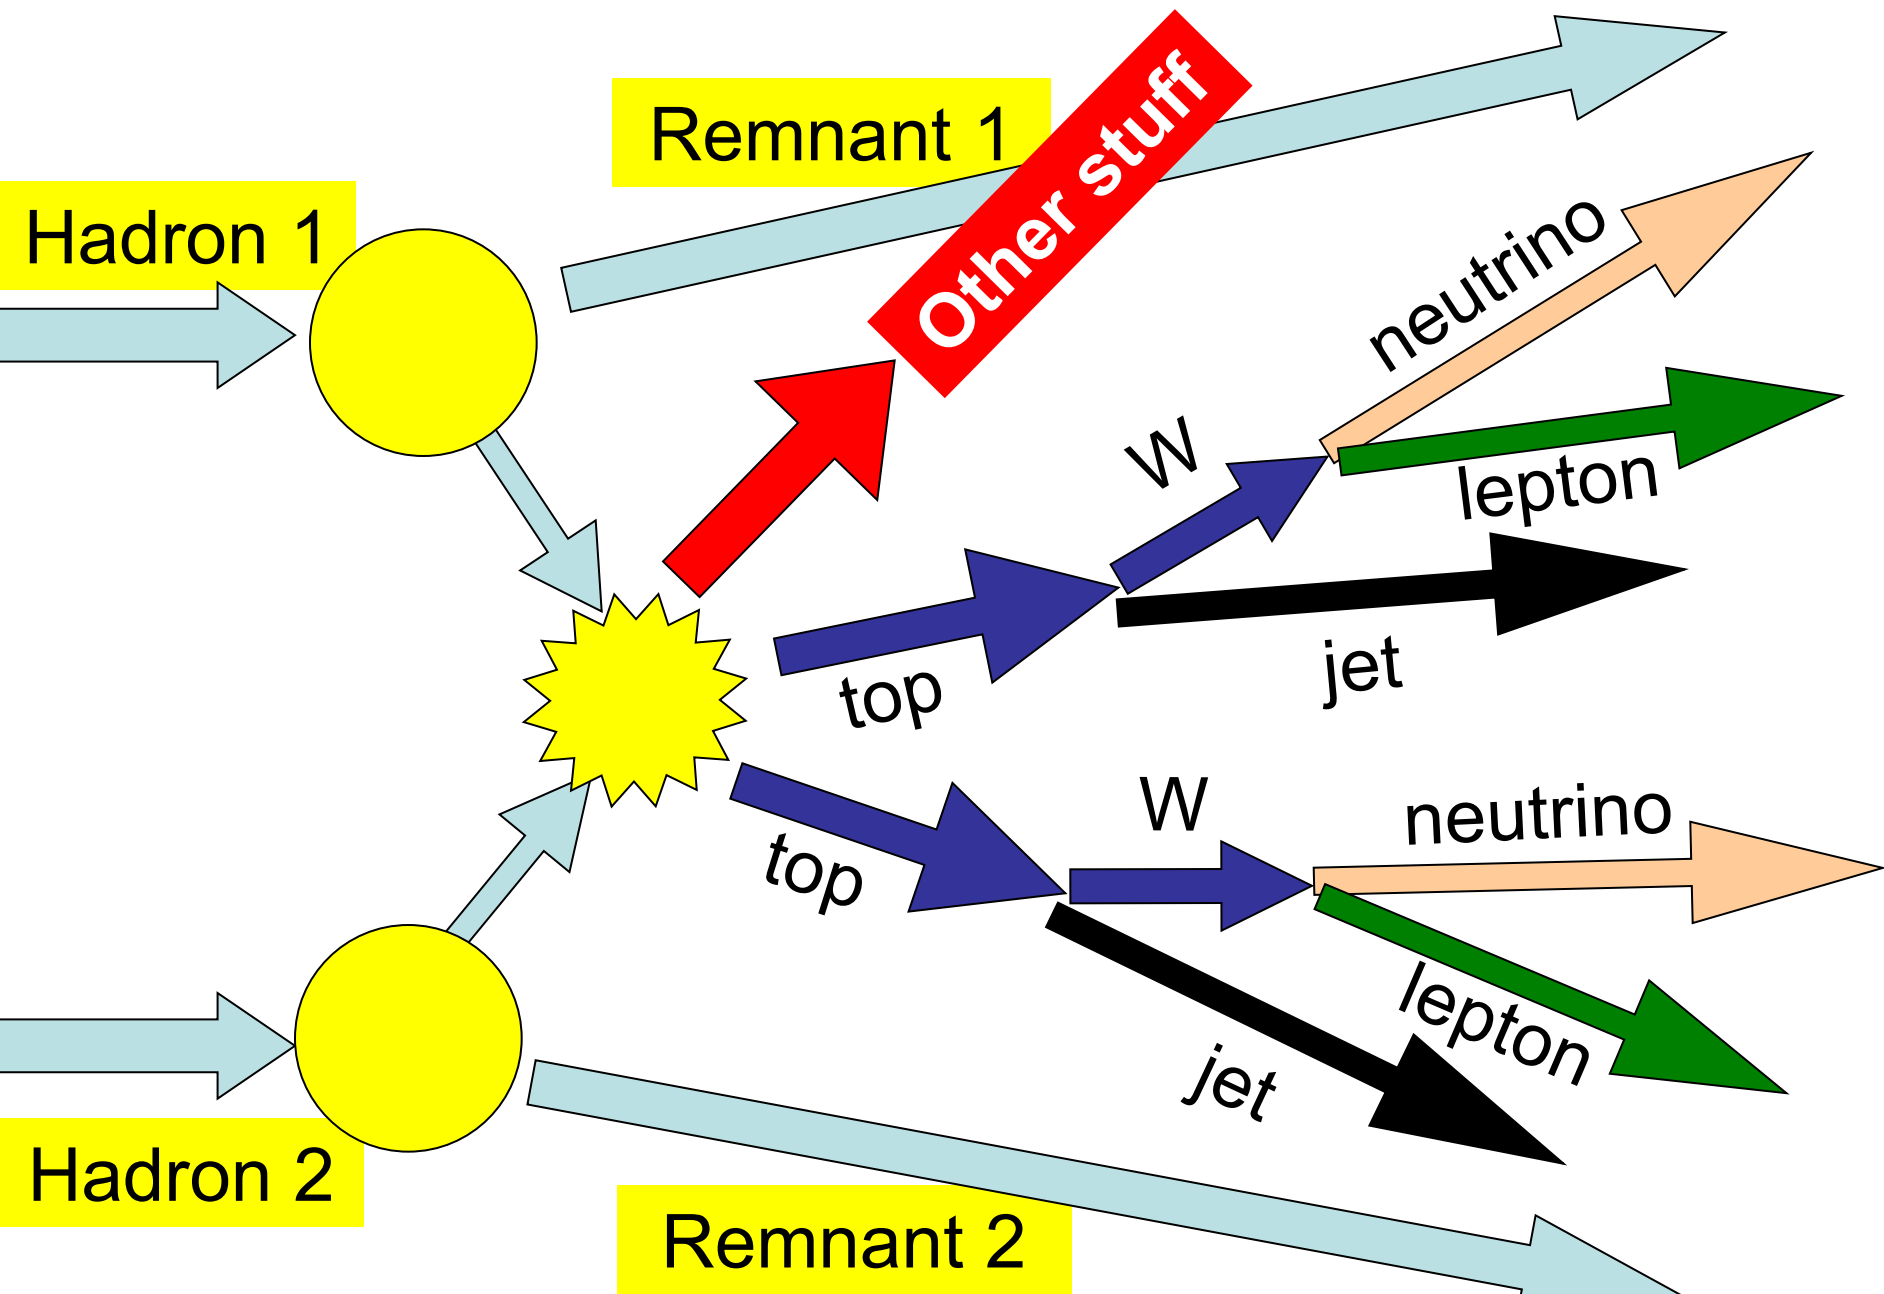 Remnant 1
Other stuff
Hadron 1
neutrino
W
lepton
jet
top
W
neutrino
top
lepton
jet
Hadron 2
Remnant 2